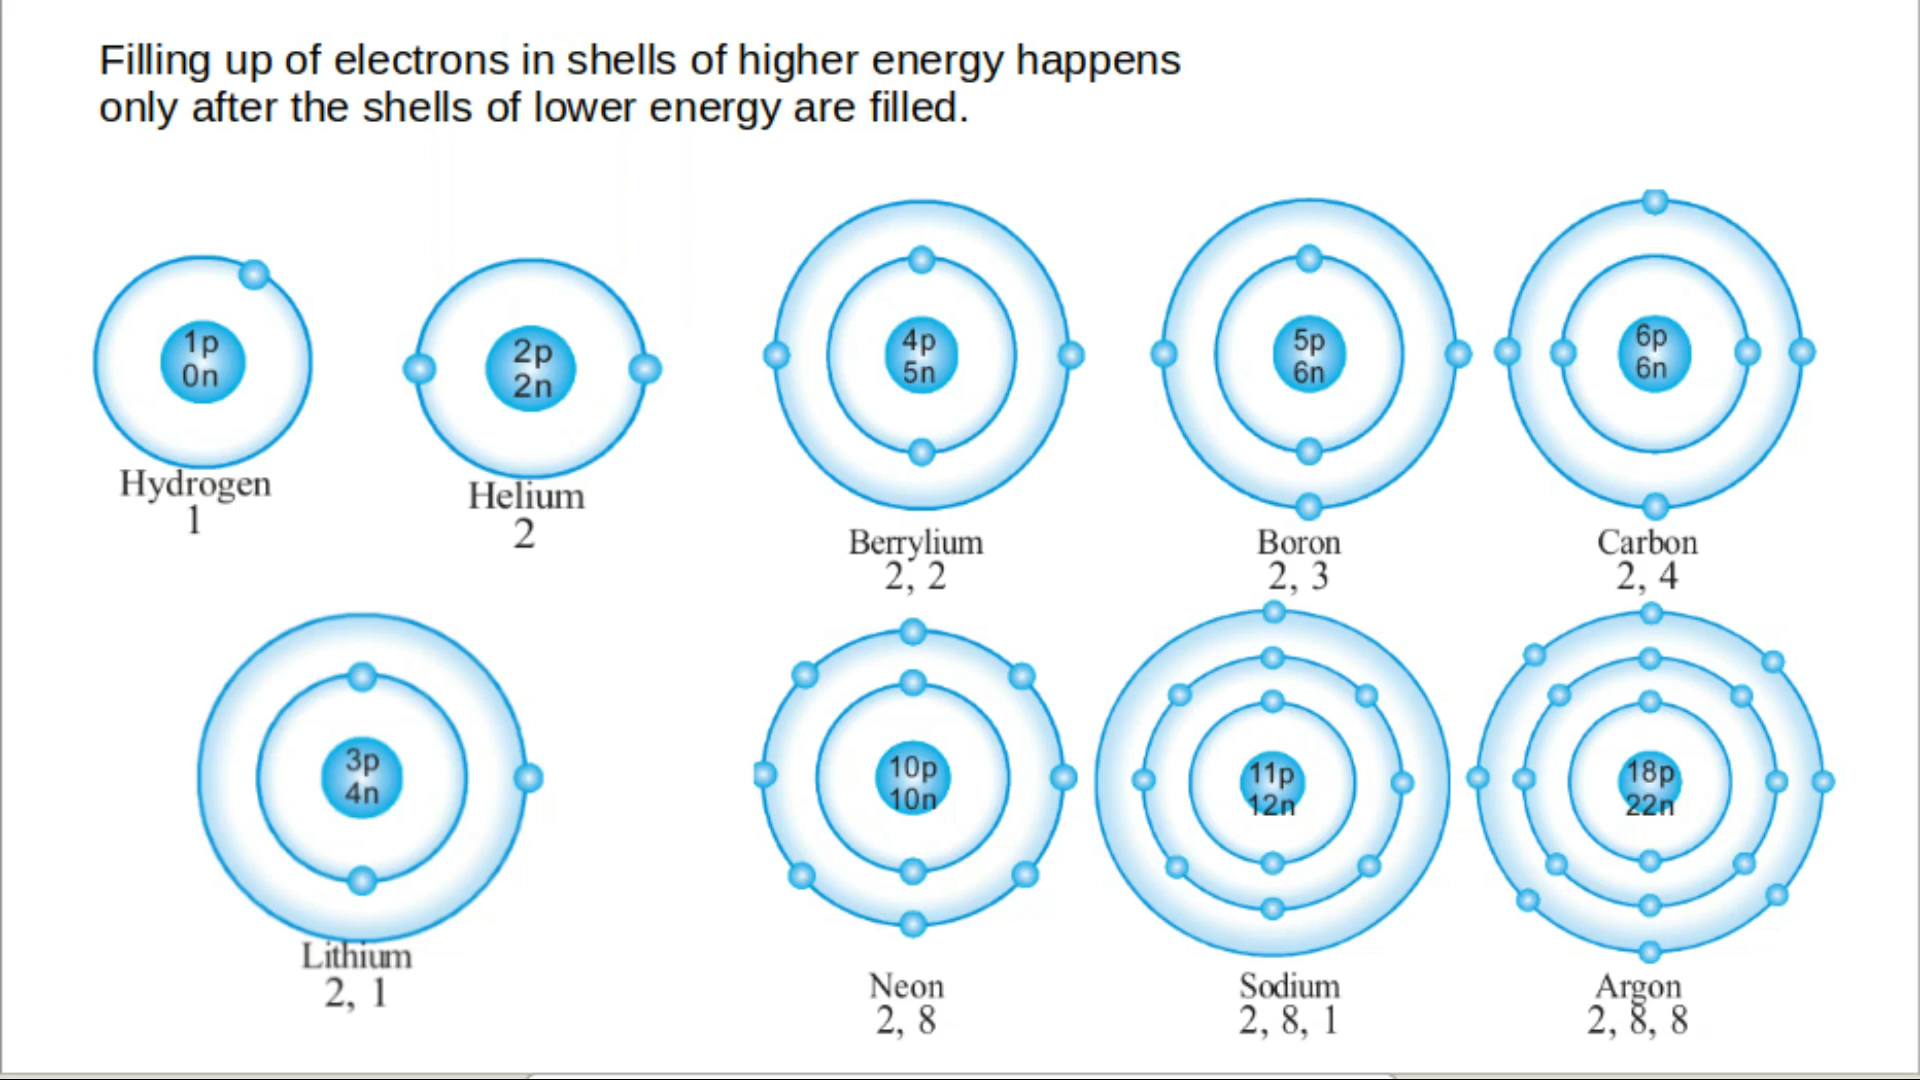 Filling up of electrons in shells of higher energy happens
only after the shells of lower energy are filled.
1p
0n
Hydrogen
1
2p
2n
Helium
2
4p
5n
Berrylium
2, 2
5p
6n
Boron
2, 3
6p
6n
Carbon
2, 4
3p
4n
Lithium
2, 1
10p
10n
Neon
2, 8
11p
12n
Sodium
2, 8, 1
18p
22n
Argon
2, 8, 8